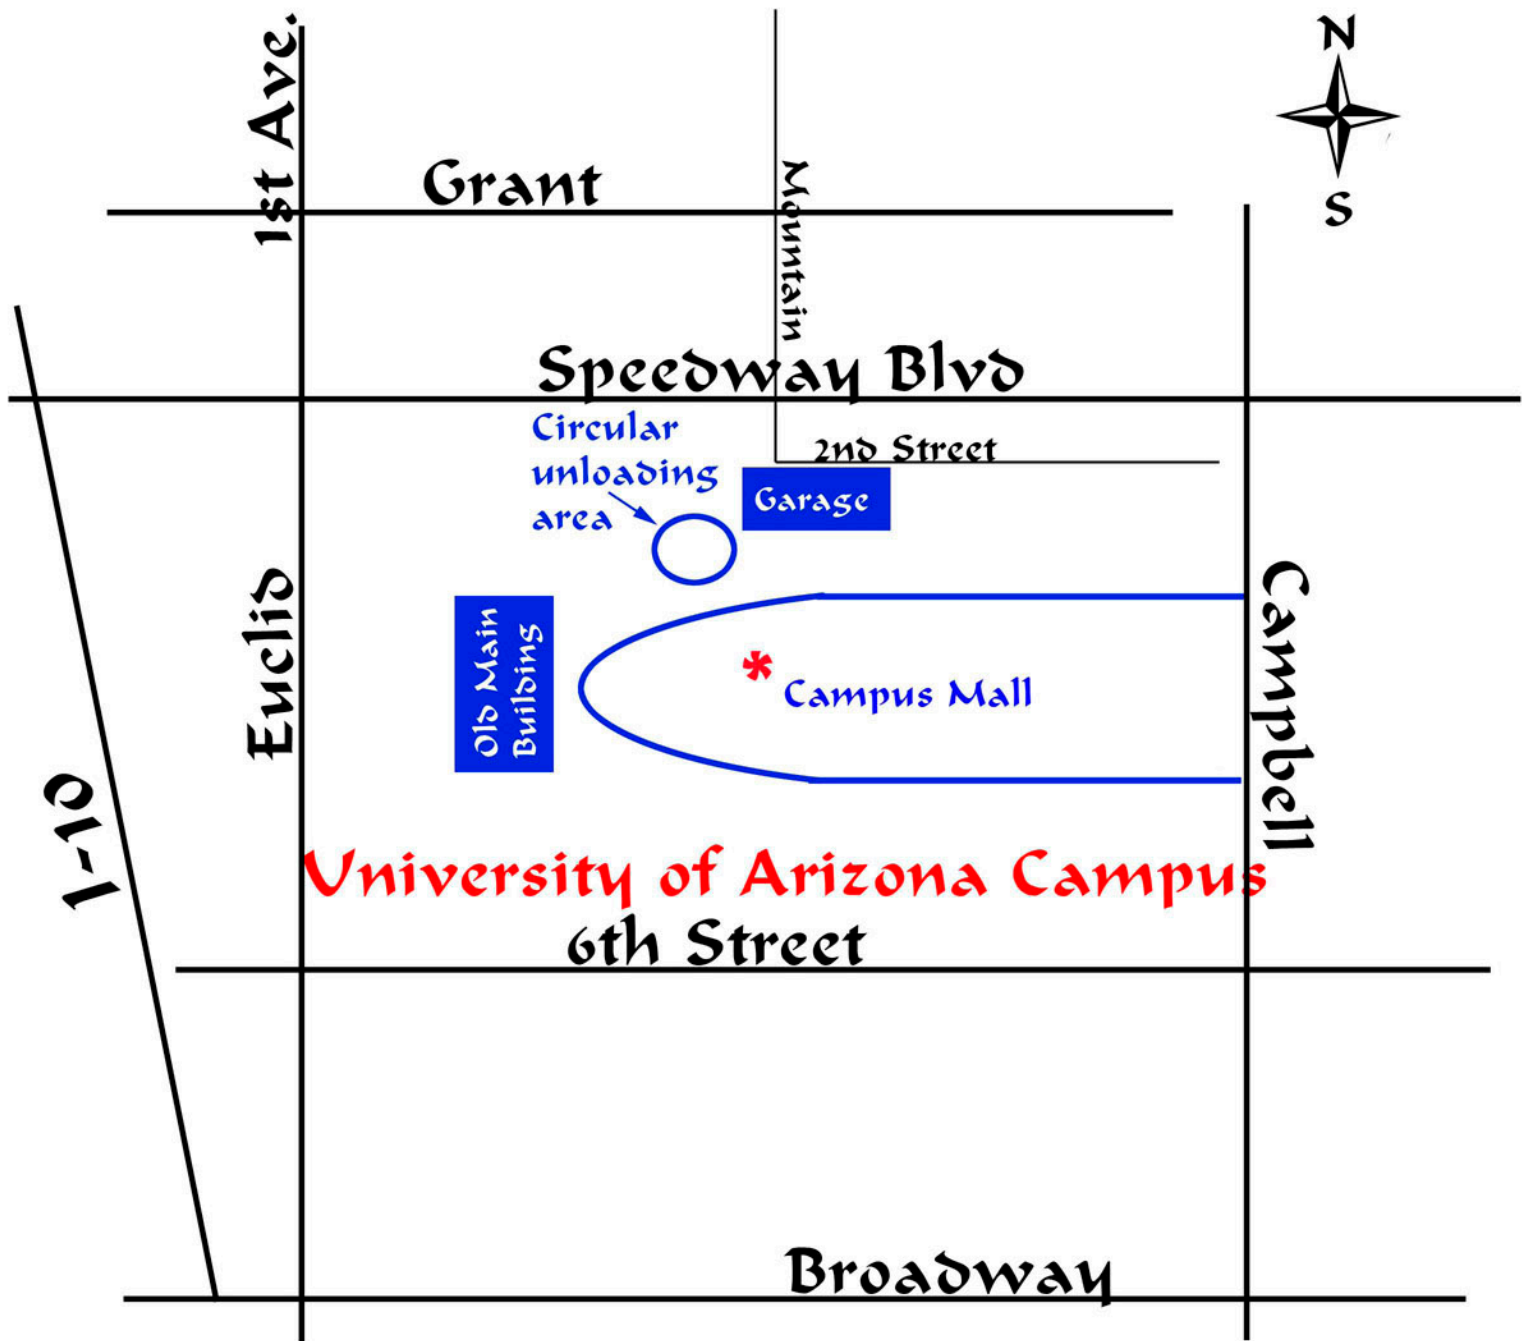 N
1st Ave.
Grant
Mountain
S
Speedway Blvd
Circular
unloading
area
2nd Street
Garage
Euclid
Old Main
Building
Campus Mall
Campbell
I-10
University of Arizona Campus
6th Street
Broadway